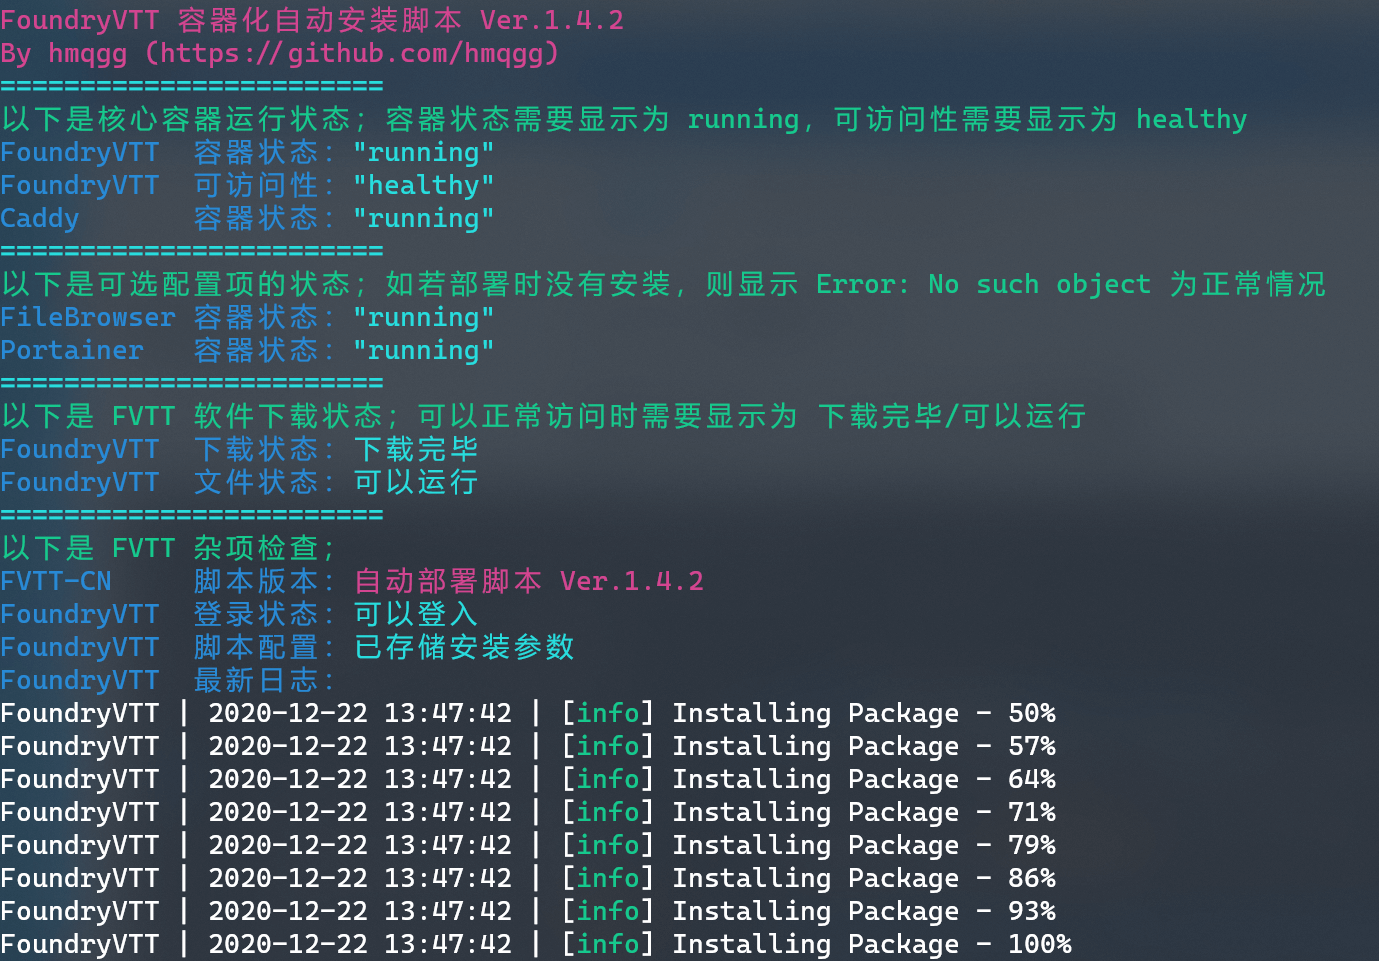 FoundryVTT 容器化自动安装脚本 Ver.1.4.2
By hmqgg (https://github.com/hmqgg)
========================
以下是核心容器运行状态；容器状态需要显示为 running，可访问性需要显示为 healthy
FoundryVTT  容器状态："running"
FoundryVTT  可访问性："healthy"
Caddy       容器状态："running"
========================
以下是可选配置项的状态；如若部署时没有安装，则显示 Error: No such object 为正常情况
FileBrowser 容器状态："running"
Portainer   容器状态："running"
========================
以下是 FVTT 软件下载状态；可以正常访问时需要显示为 下载完毕/可以运行
FoundryVTT  下载状态：下载完毕
FoundryVTT  文件状态：可以运行
========================
以下是 FVTT 杂项检查；
FVTT-CN     脚本版本：自动部署脚本 Ver.1.4.2
FoundryVTT  登录状态：可以登入
FoundryVTT  脚本配置：已存储安装参数
FoundryVTT  最新日志：
FoundryVTT | 2020-12-22 13:47:42 | [info] Installing Package - 50%
FoundryVTT | 2020-12-22 13:47:42 | [info] Installing Package - 57%
FoundryVTT | 2020-12-22 13:47:42 | [info] Installing Package - 64%
FoundryVTT | 2020-12-22 13:47:42 | [info] Installing Package - 71%
FoundryVTT | 2020-12-22 13:47:42 | [info] Installing Package - 79%
FoundryVTT | 2020-12-22 13:47:42 | [info] Installing Package - 86%
FoundryVTT | 2020-12-22 13:47:42 | [info] Installing Package - 93%
FoundryVTT | 2020-12-22 13:47:42 | [info] Installing Package - 100%